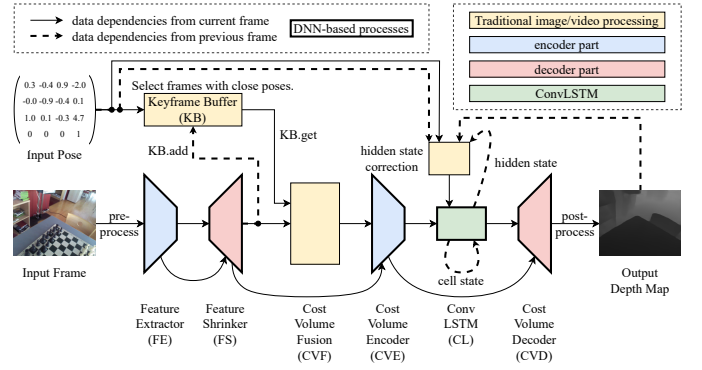 data dependencies from current frame
data dependencies from previous frame
DNN-based processes
Traditional image/video processing
encoder part
decoder part
ConvLSTM
0.3 -0.4 0.9 -2.0
-0.0 -0.9 -0.4 0.1
1.0 0.1 -0.3 4.7
0 0 0 1
Input Pose
Select frames with close poses.
Keyframe Buffer
(KB)
KB.add
KB.get
hidden state
correction
hidden state
pre-
process
post-
process
cell state
Input Frame
Output
Depth Map
Feature
Extractor
(FE)
Feature
Shrinker
(FS)
Cost
Volume
Fusion
(CVF)
Cost
Volume
Encoder
(CVE)
Conv
LSTM
(CL)
Cost
Volume
Decoder
(CVD)